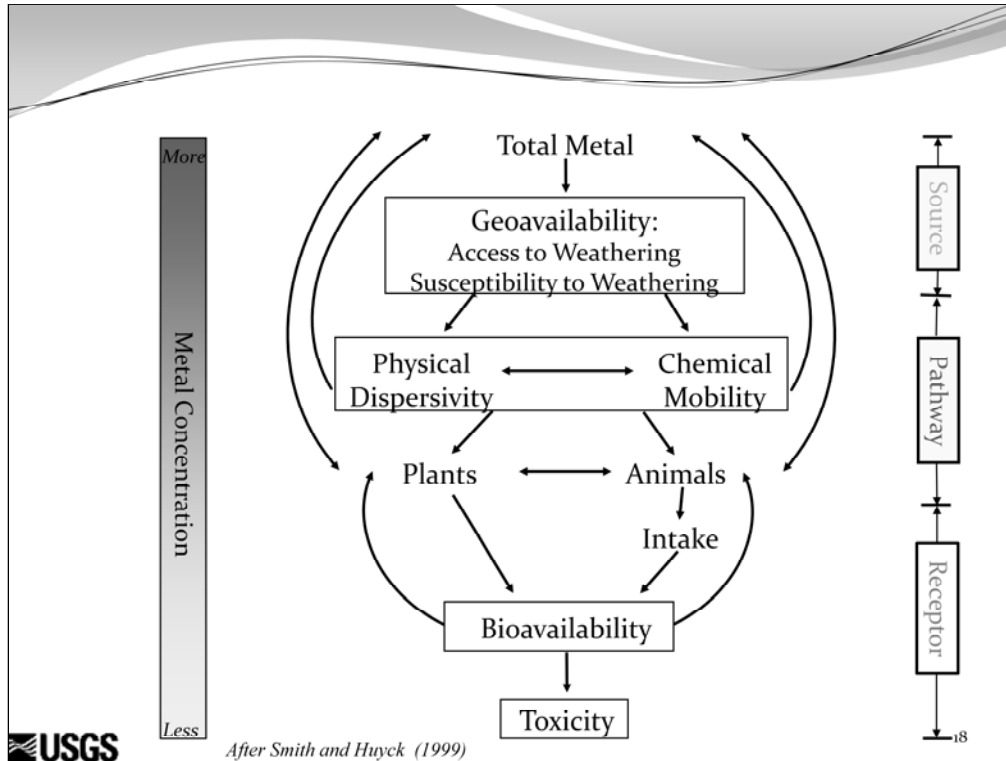 More
Metal Concentration
Less
Total Metal
Geoavailability:
Access to Weathering
Susceptibility to Weathering
Physical
Dispersivity
Chemical
Mobility
Plants
Animals
Intake
Bioavailability
Toxicity
Source
Pathway
Receptor
USGS
After Smith and Huyck (1999)
18